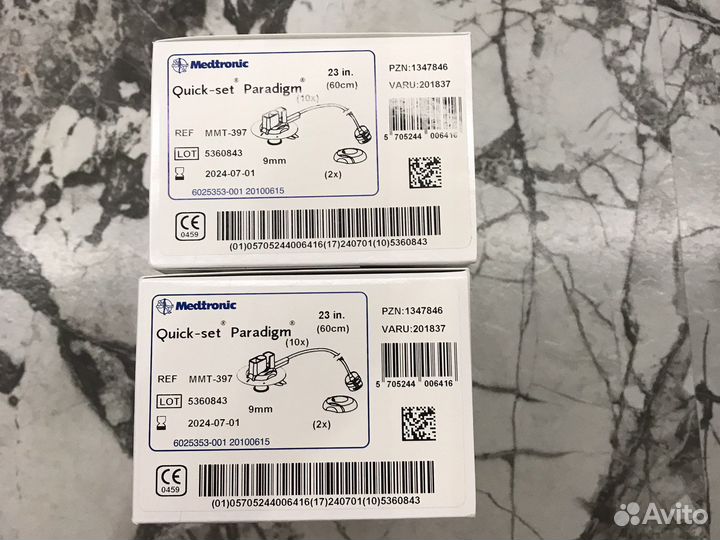 Medtronic
Quick-set® Paradigm®
(10x)
23 in.
(60cm)
PZN:1347846
VARU:201837
REF MMT-397
LOT 5360843
2024-07-01
9mm
(2x)
6025353-001 20100615
5 705244 006416
CE
0459
(01)05705244006416(17)240701(10)5360843
Medtronic
Quick-set® Paradigm®
(10x)
23 in.
(60cm)
PZN:1347846
VARU:201837
REF MMT-397
LOT 5360843
2024-07-01
9mm
(2x)
6025353-001 20100615
5 705244 006416
CE
0459
(01)05705244006416(17)240701(10)5360843
Avito